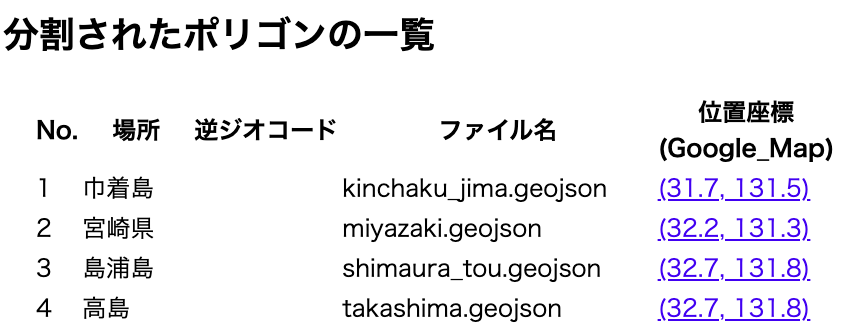 分割されたポリゴンの一覧
No. 場所 逆ジオコード ファイル名 位置座標 (Google_Map)
1 巾着島 kinchaku_jima.geojson (31.7, 131.5)
2 宮崎県 miyazaki.geojson (32.2, 131.3)
3 島浦島 shimaura_tou.geojson (32.7, 131.8)
4 高島 takashima.geojson (32.7, 131.8)